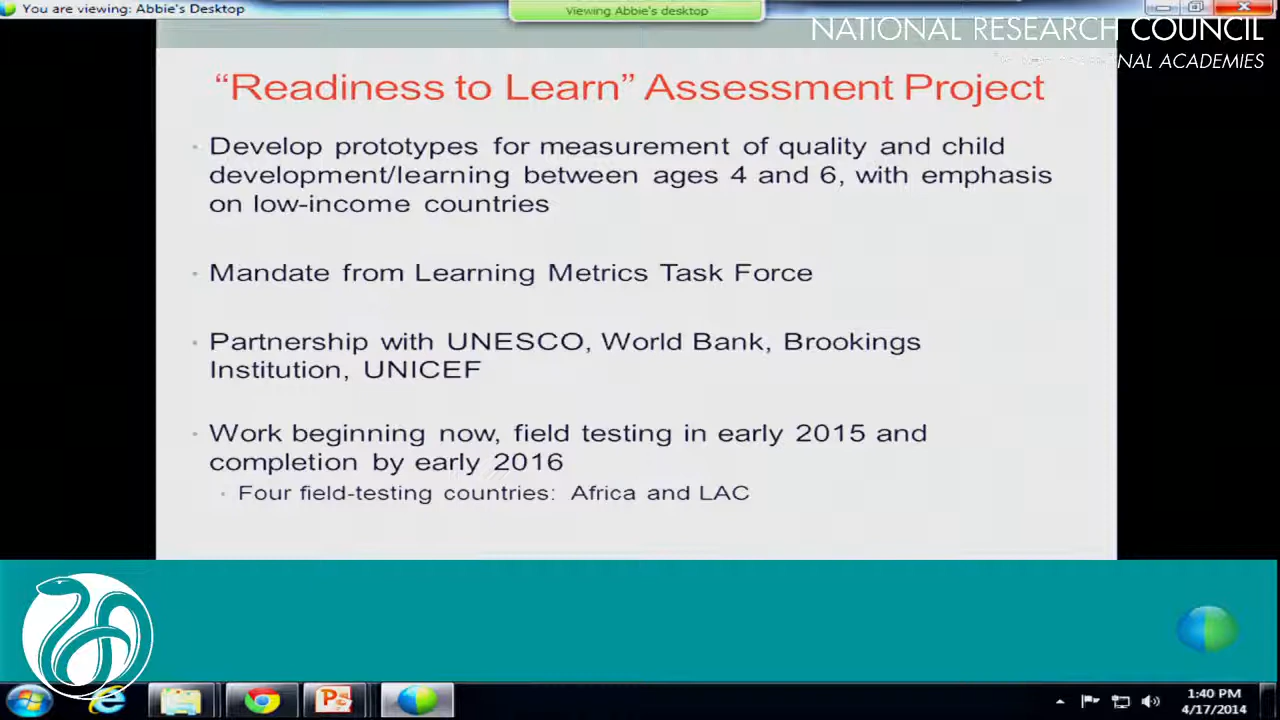 You are viewing: Abbie's Desktop
Viewing Abbie's desktop
NATIONAL RESEARCH COUNCIL
NAL ACADEMIES
“Readiness to Learn” Assessment Project
Develop prototypes for measurement of quality and child
development/learning between ages 4 and 6, with emphasis
on low-income countries
Mandate from Learning Metrics Task Force
Partnership with UNESCO, World Bank, Brookings
Institution, UNICEF
Work beginning now, field testing in early 2015 and
completion by early 2016
Four field-testing countries: Africa and LAC
1:40 PM
4/17/2014